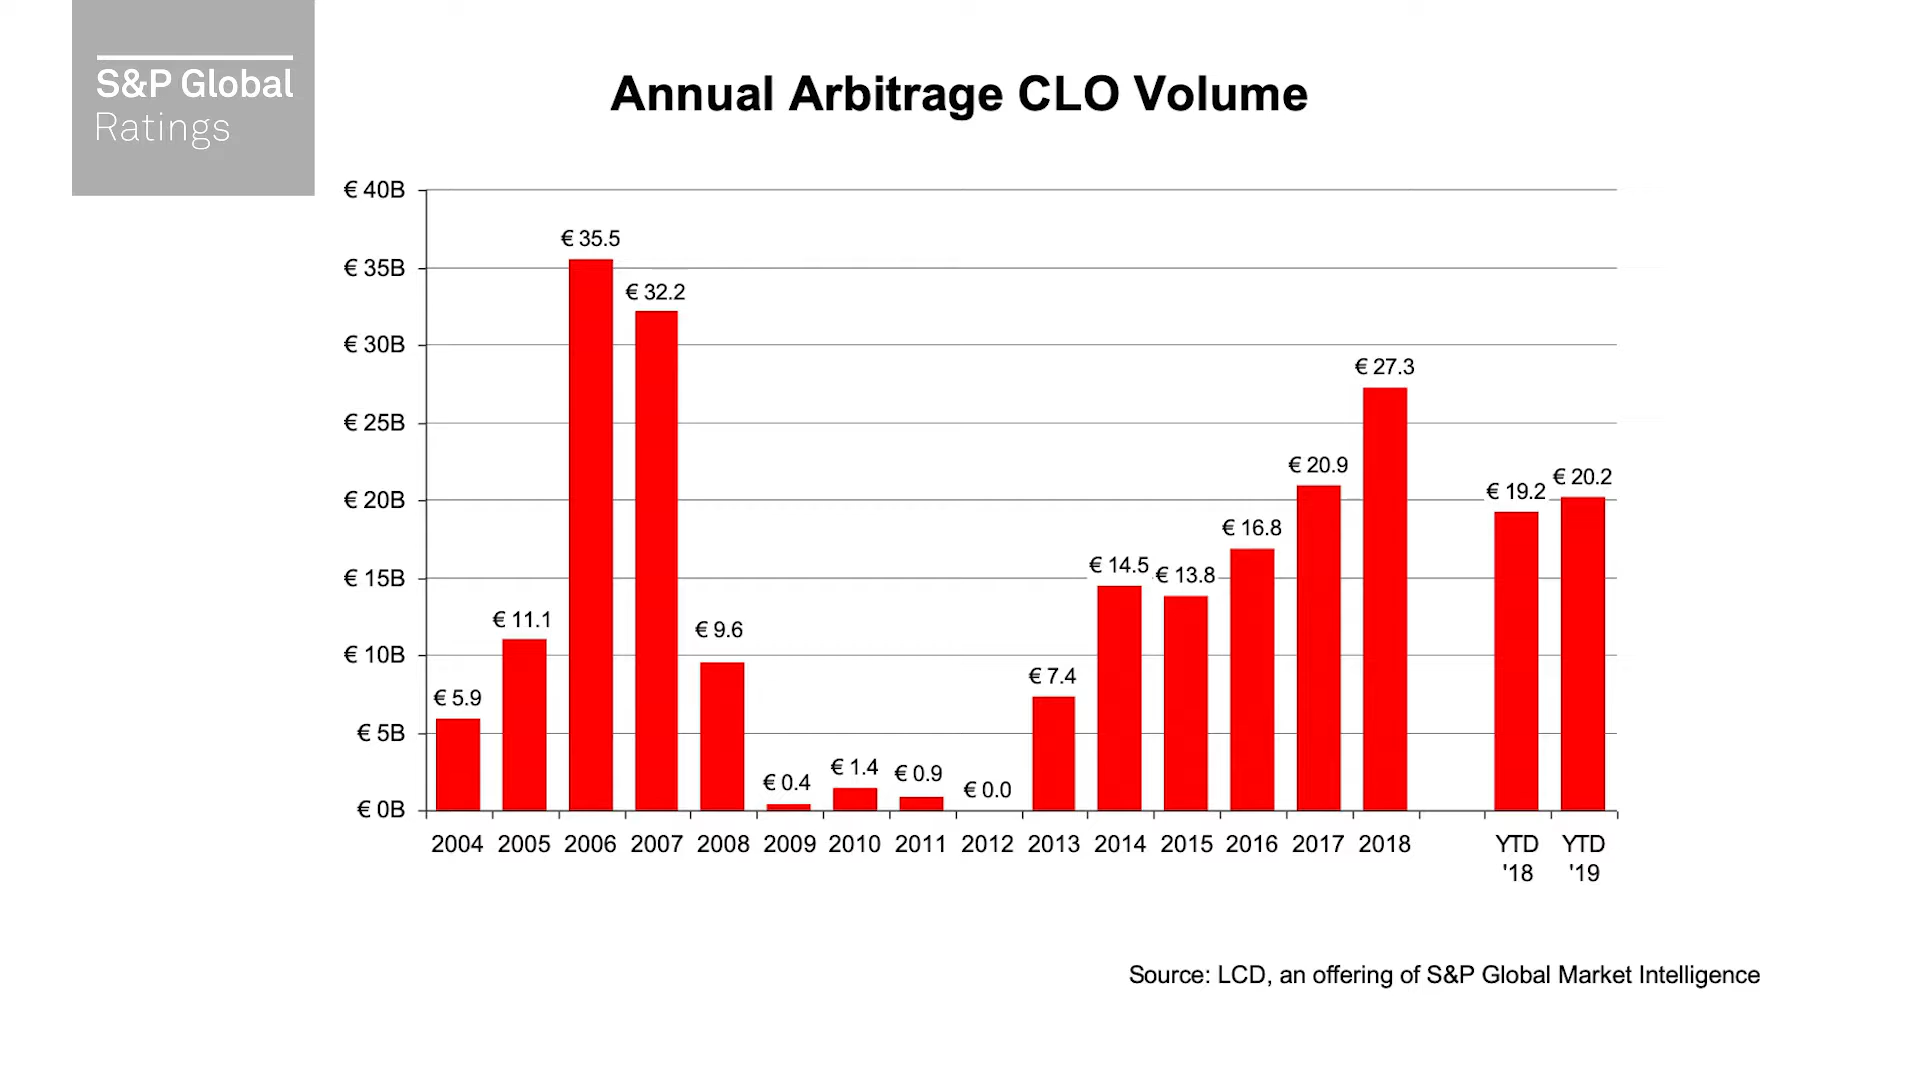 S&P Global
Ratings
Annual Arbitrage CLO Volume
€ 40B
€ 35B
€ 30B
€ 25B
€ 20B
€ 15B
€ 10B
€ 5B
€ 0B
€ 5.9
€ 11.1
€ 35.5
€ 32.2
€ 9.6
€ 0.4
€ 1.4
€ 0.9
€ 0.0
€ 7.4
€ 14.5
€ 13.8
€ 16.8
€ 20.9
€ 27.3
€ 19.2
€ 20.2
2004 2005 2006 2007 2008 2009 2010 2011 2012 2013 2014 2015 2016 2017 2018 YTD YTD
'18 '19
Source: LCD, an offering of S&P Global Market Intelligence